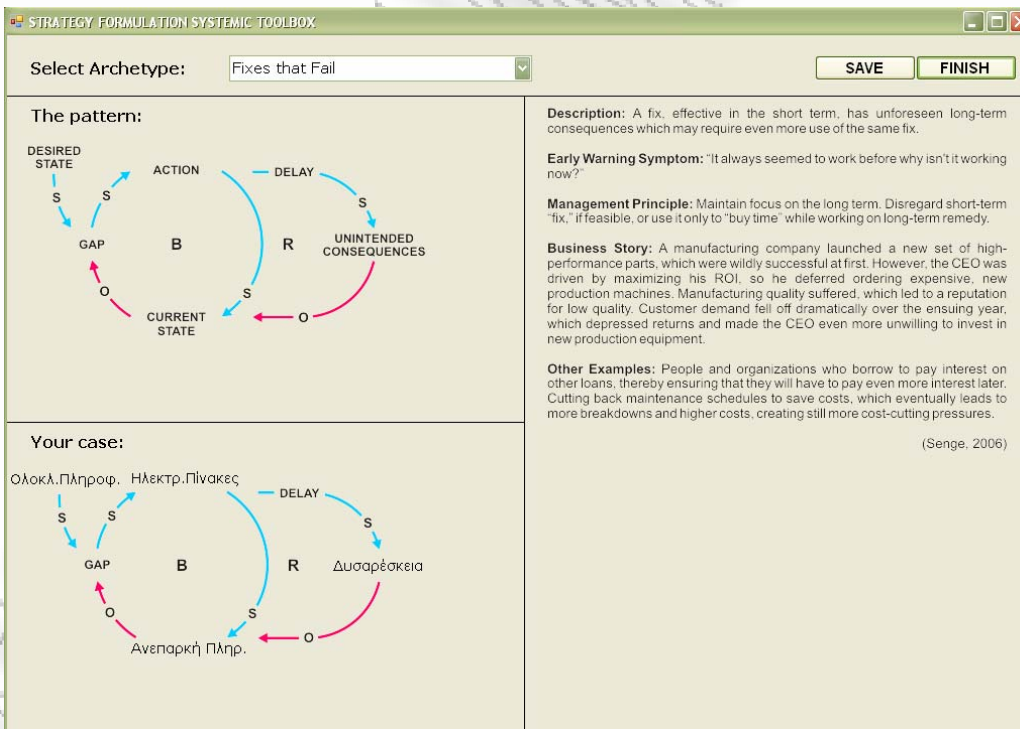 STRATEGY FORMULATION SYSTEMIC TOOLBOX
Select Archetype:
Fixes that Fail
SAVE
FINISH
The pattern:
DESIRED
STATE
ACTION
DELAY
S
S
S
GAP
B
R
UNINTENDED
CONSEQUENCES
O
S
CURRENT
STATE
O
Your case:
Ολοκλ.Πληροφ.
Ηλεκτρ.Πίνακες
DELAY
S
S
S
GAP
B
R
Δυσαρέσκεια
O
S
O
Ανεπαρκή Πληρ.
Description: A fix, effective in the short term, has unforeseen long-term
consequences which may require even more use of the same fix.
Early Warning Symptom: "It always seemed to work before why isn't it working
now?"
Management Principle: Maintain focus on the long term. Disregard short-term
"fix," if feasible, or use it only to "buy time" while working on long-term remedy.
Business Story: A manufacturing company launched a new set of high-
performance parts, which were wildly successful at first. However, the CEO was
driven by maximizing his ROI, so he deferred ordering expensive, new
production machines. Manufacturing quality suffered, which led to a reputation
for low quality. Customer demand fell off dramatically over the ensuing year,
which depressed returns and made the CEO even more unwilling to invest in
new production equipment.
Other Examples: People and organizations who borrow to pay interest on
other loans, thereby ensuring that they will have to pay even more interest later.
Cutting back maintenance schedules to save costs, which eventually leads to
more breakdowns and higher costs, creating still more cost-cutting pressures.
(Senge, 2006)